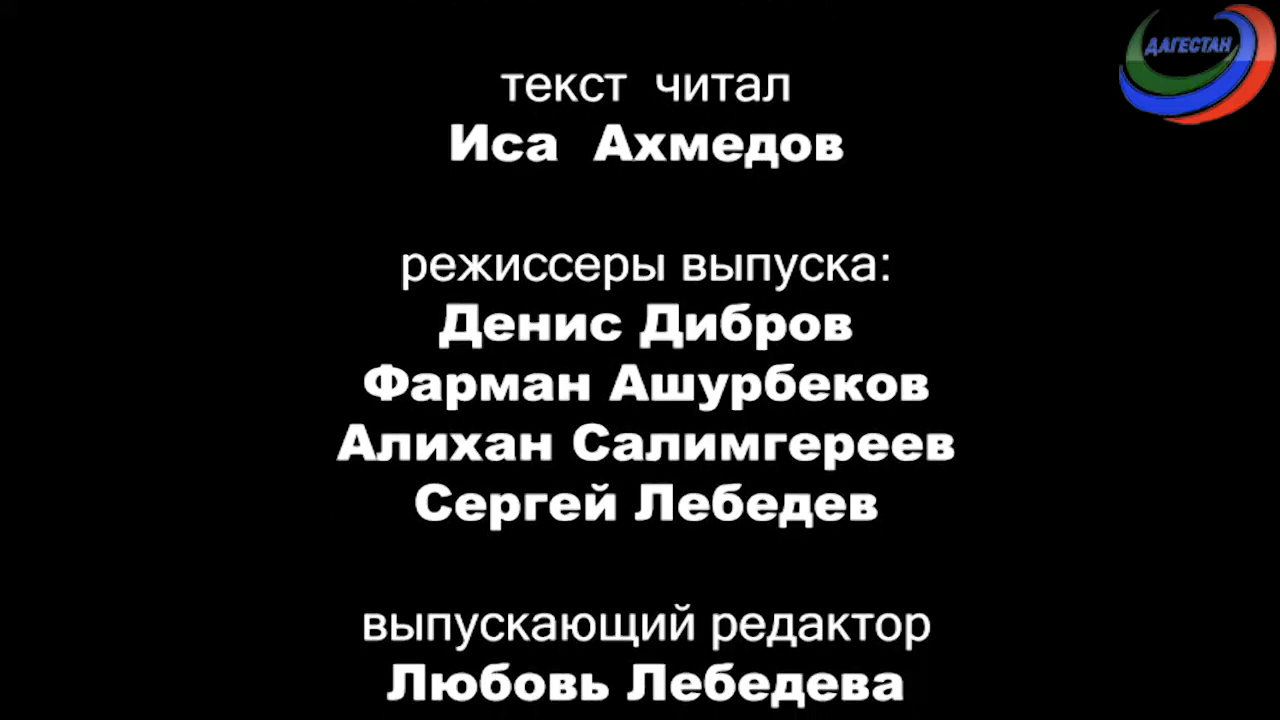 ДАГЕСТАН
текст читал
Иса Ахмедов
режиссеры выпуска:
Денис Дибров
Фарман Ашурбеков
Алихан Салимгереев
Сергей Лебедев
выпускающий редактор
Любовь Лебедева